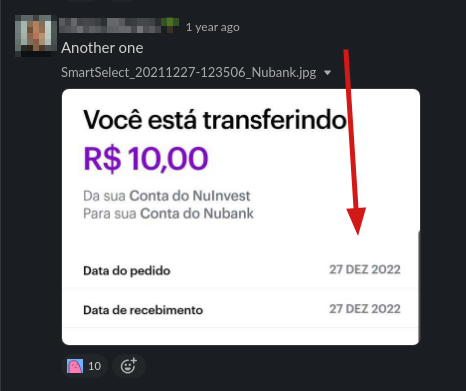 1 year ago
Another one
SmartSelect_20211227-123506_Nubank.jpg
Você está transferindo
R$ 10,00
Da sua Conta do NuInvest
Para sua Conta do Nubank
Data do pedido 27 DEZ 2022
Data de recebimento 27 DEZ 2022
10